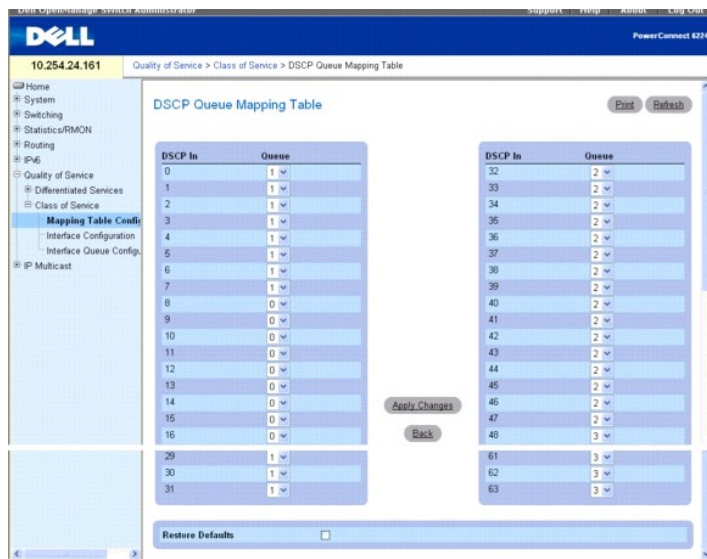 Dell OpenManage Switch Administrator
Support Help About Log Out
DELL
PowerConnect 6224
10.254.24.161
Quality of Service > Class of Service > DSCP Queue Mapping Table
Home
System
Switching
Statistics/RMON
Routing
IPv6
Quality of Service
Differentiated Services
Class of Service
Mapping Table Config
Interface Configuration
Interface Queue Configu
IP Multicast
DSCP Queue Mapping Table
Print Refresh
DSCP In Queue
0 1
1 1
2 1
3 1
4 1
5 1
6 1
7 1
8 0
9 0
10 0
11 0
12 0
13 0
14 0
15 0
16 0
29 1
30 1
31 1
Apply Changes
Back
DSCP In Queue
32 2
33 2
34 2
35 2
36 2
37 2
38 2
39 2
40 2
41 2
42 2
43 2
44 2
45 2
46 2
47 2
48 3
61 3
62 3
63 3
Restore Defaults